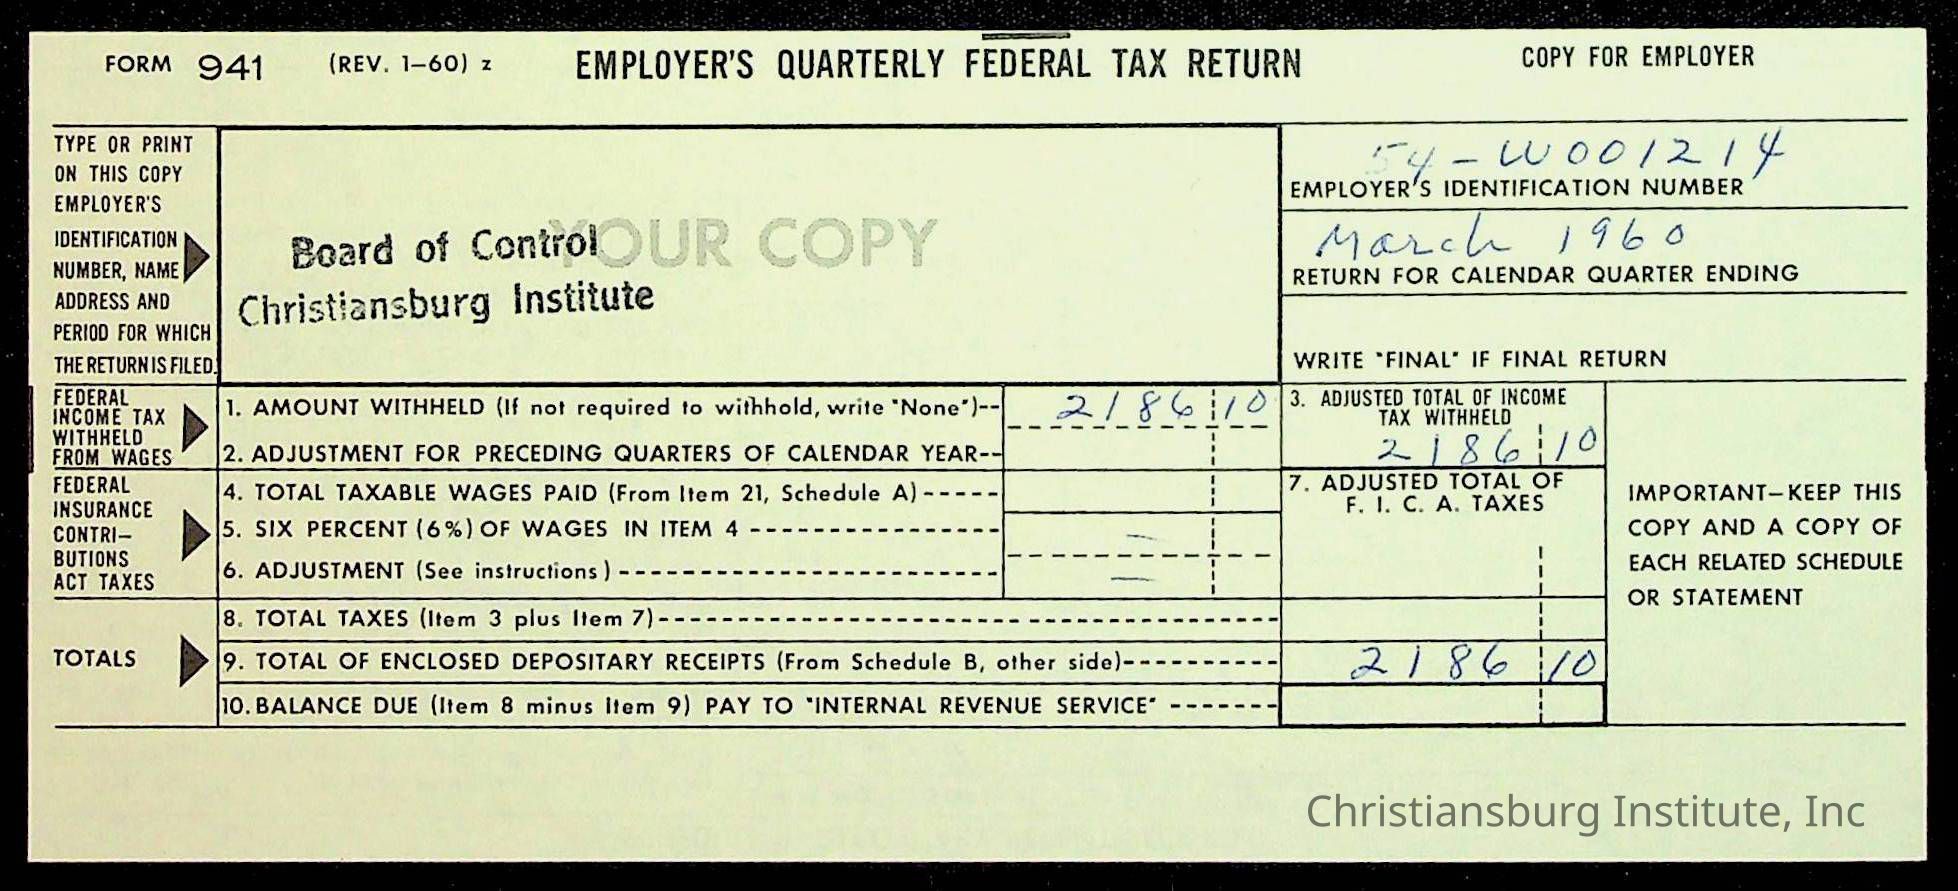 FORM 941 (REV. 1-60) z EMPLOYER'S QUARTERLY FEDERAL TAX RETURN COPY FOR EMPLOYER
TYPE OR PRINT
ON THIS COPY
EMPLOYER'S
IDENTIFICATION
NUMBER, NAME
ADDRESS AND
PERIOD FOR WHICH
THE RETURN IS FILED.
YOUR COPY
Board of Control
Christiansburg Institute
54-W001214
EMPLOYER'S IDENTIFICATION NUMBER
March 1960
RETURN FOR CALENDAR QUARTER ENDING
WRITE "FINAL" IF FINAL RETURN
FEDERAL
INCOME TAX
WITHHELD
FROM WAGES
1. AMOUNT WITHHELD (If not required to withhold, write "None")-- 2186 10
2. ADJUSTMENT FOR PRECEDING QUARTERS OF CALENDAR YEAR--
3. ADJUSTED TOTAL OF INCOME
TAX WITHHELD
2186 10
FEDERAL
INSURANCE
CONTRI-
BUTIONS
ACT TAXES
4. TOTAL TAXABLE WAGES PAID (From Item 21, Schedule A)-----
5. SIX PERCENT (6%) OF WAGES IN ITEM 4 ----------------- —
6. ADJUSTMENT (See instructions)------------------------- —
7. ADJUSTED TOTAL OF
F. I. C. A. TAXES
IMPORTANT—KEEP THIS
COPY AND A COPY OF
EACH RELATED SCHEDULE
OR STATEMENT
TOTALS
8. TOTAL TAXES (Item 3 plus Item 7)----------------------------------------
9. TOTAL OF ENCLOSED DEPOSITARY RECEIPTS (From Schedule B, other side)----------- 2186 10
10. BALANCE DUE (Item 8 minus Item 9) PAY TO "INTERNAL REVENUE SERVICE" -------
Christiansburg Institute, Inc